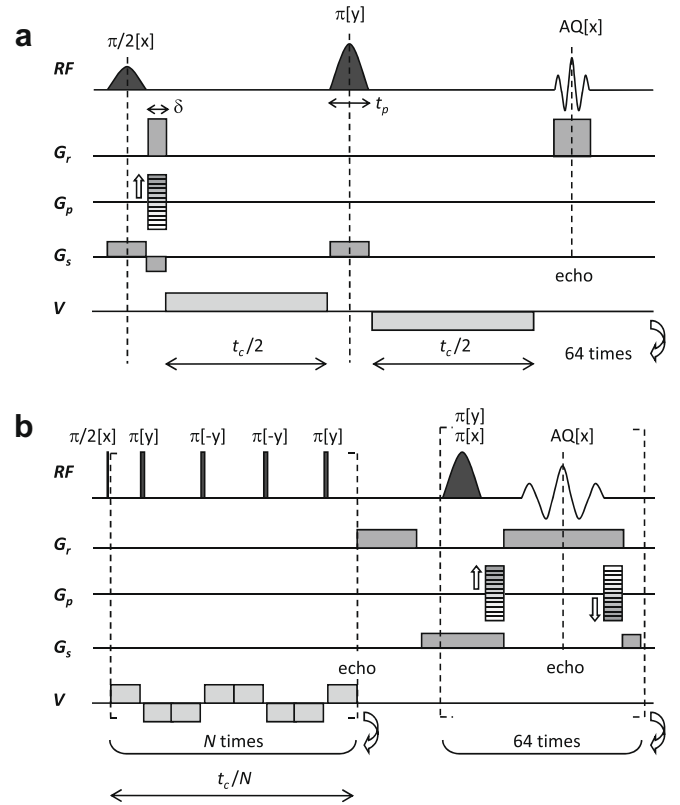 a
π/2[x] π[y] AQ[x]
RF
δ t_p
G_r
G_p
G_s
echo
V
t_c/2 t_c/2 64 times
b
π[y]
π/2[x] π[y] π[-y] π[-y] π[y] π[x] AQ[x]
RF
G_r
G_p
G_s
echo echo
V
N times 64 times
t_c/N